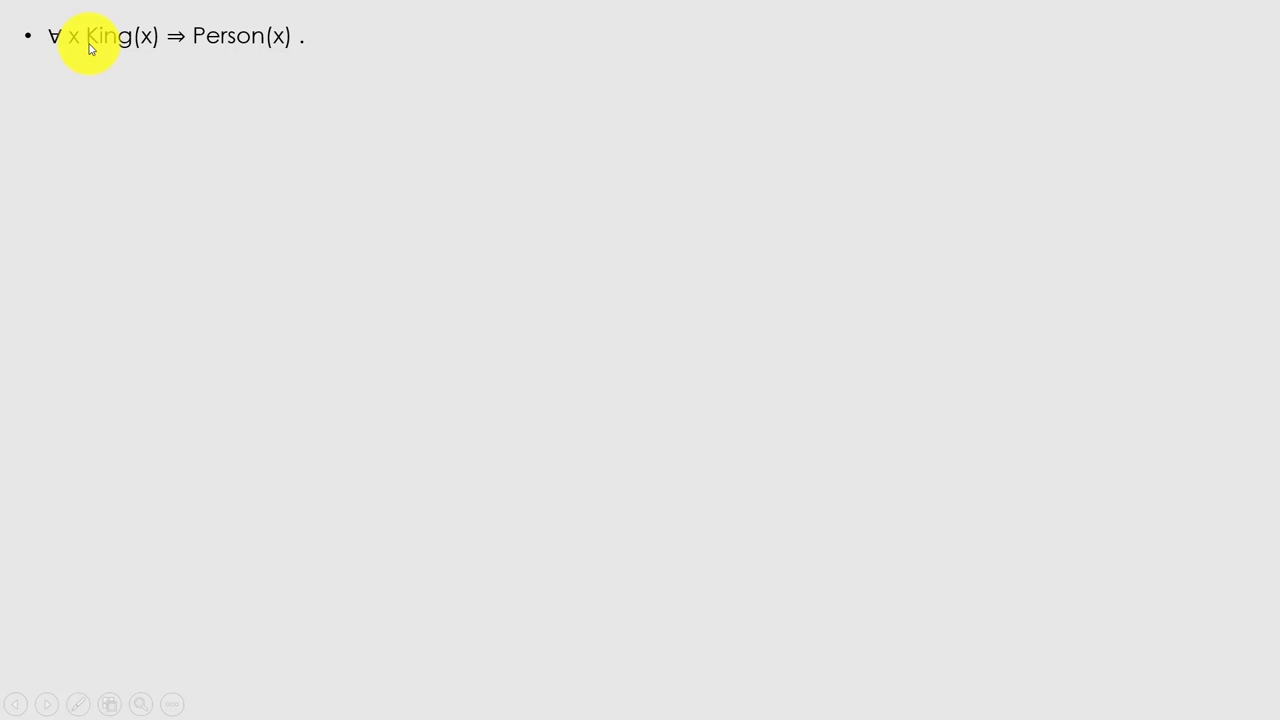 • ∀ x King(x) ⇒ Person(x) .